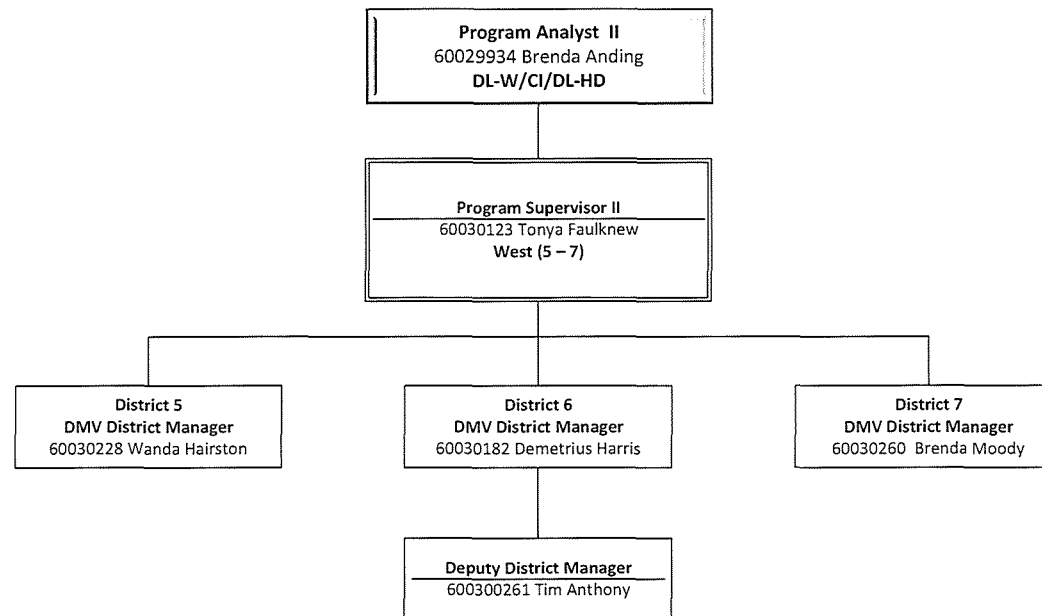 Program Analyst II
60029934 Brenda Anding
DL-W/CI/DL-HD
Program Supervisor II
60030123 Tonya Faulknew
West (5 – 7)
District 5
DMV District Manager
60030228 Wanda Hairston
District 6
DMV District Manager
60030182 Demetrius Harris
District 7
DMV District Manager
60030260 Brenda Moody
Deputy District Manager
600300261 Tim Anthony